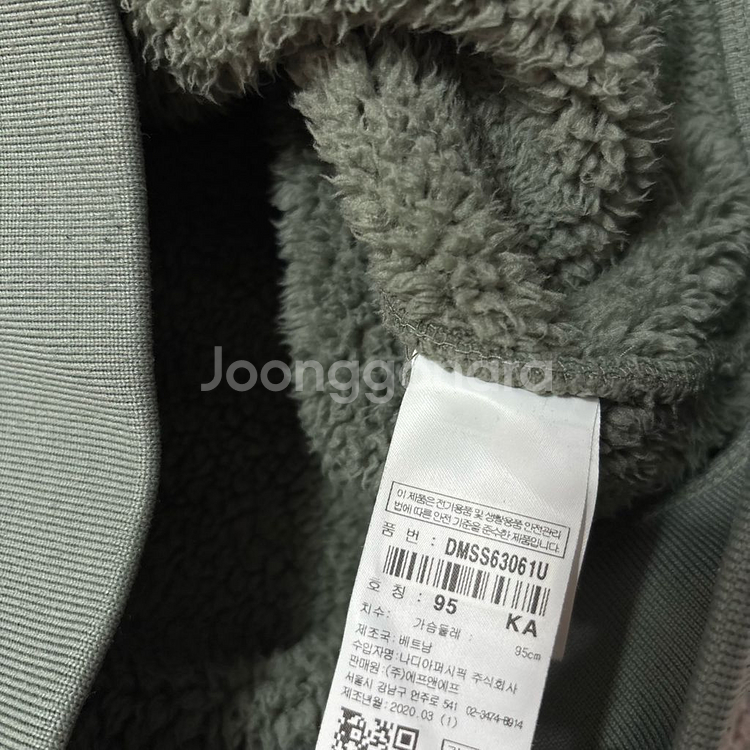 Joonggonara
이 제품은 전기용품 및 생활용품 안전관리
법에 따른 안전 기준을 준수한 제품입니다.
품 번 : DMSS63061U
호 칭 : 95 KA
치수: 가슴둘레 : 95cm
제조국: 베트남
수입자명: 나디아퍼시픽 주식회사
판매원: (주)에프앤에프
서울시 강남구 언주로 541 02-3474-8914
제조년월: 2020.03 (1)